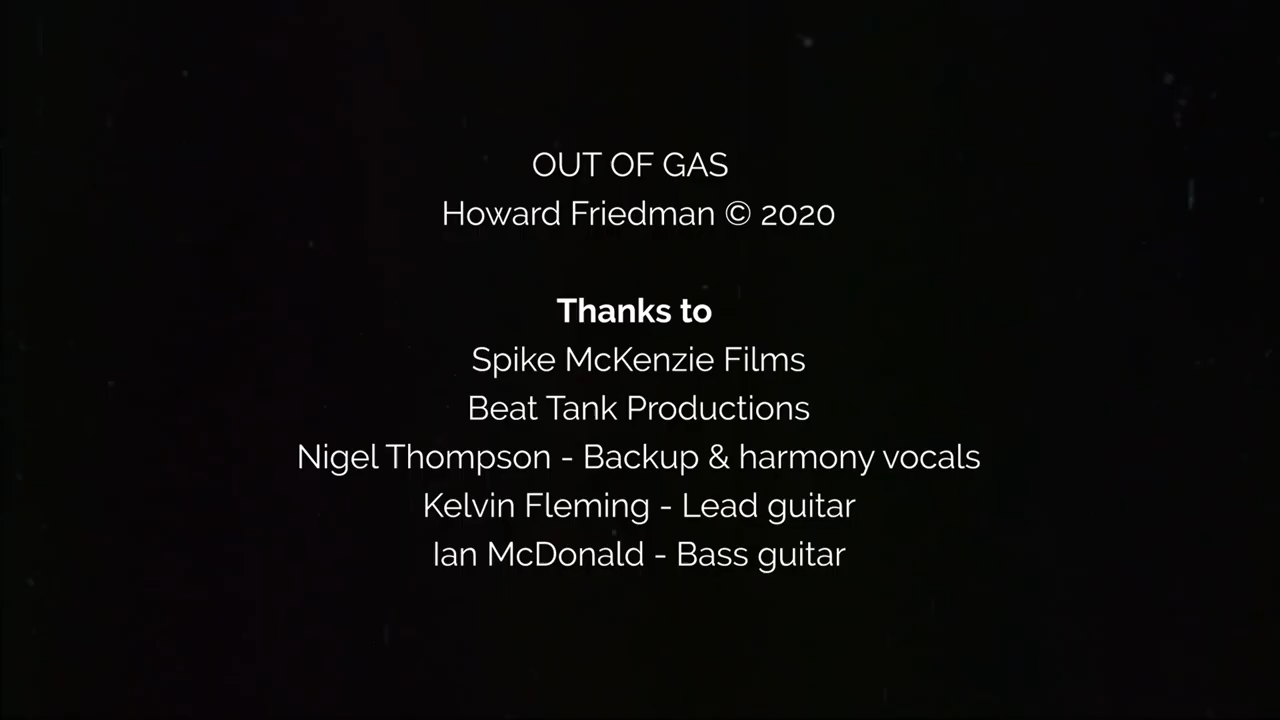 OUT OF GAS
Howard Friedman © 2020
Thanks to
Spike McKenzie Films
Beat Tank Productions
Nigel Thompson - Backup & harmony vocals
Kelvin Fleming - Lead guitar
Ian McDonald - Bass guitar